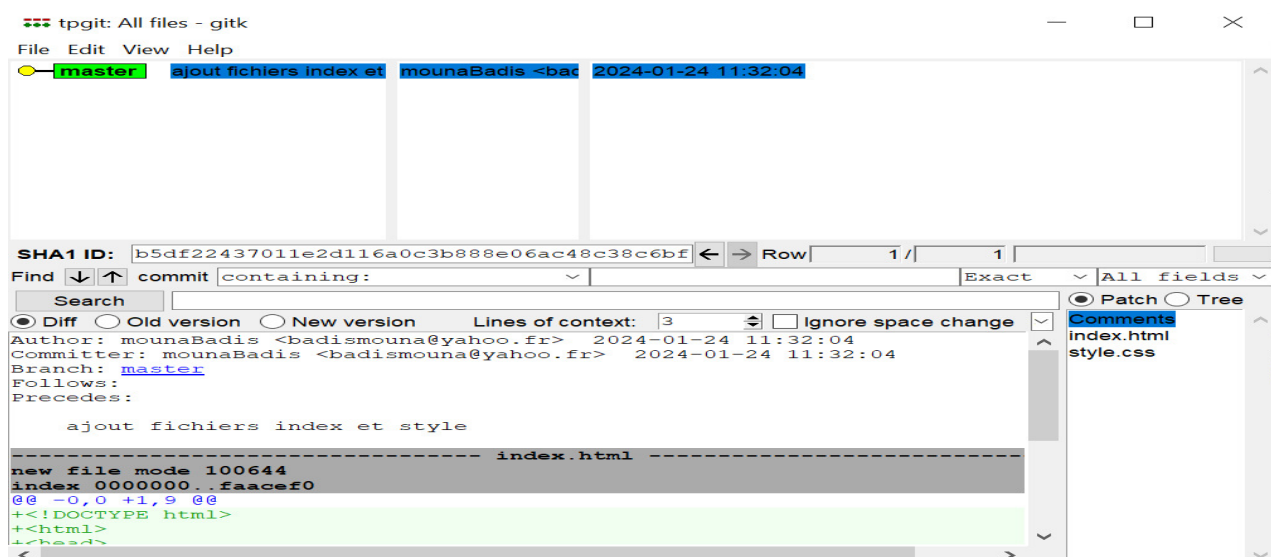 tpgit: All files - gitk
File Edit View Help
master ajout fichiers index et mounaBadis <bad 2024-01-24 11:32:04
SHA1 ID: b5df22437011e2d116a0c3b888e06ac48c38c6bf Row 1 / 1
Find commit containing: Exact All fields
Search Patch Tree
Diff Old version New version Lines of context: 3 Ignore space change
Comments
index.html
style.css
Author: mounaBadis <badismouna@yahoo.fr> 2024-01-24 11:32:04
Committer: mounaBadis <badismouna@yahoo.fr> 2024-01-24 11:32:04
Branch: master
Follows:
Precedes:
ajout fichiers index et style
------------------------------- index.html -------------------------------
new file mode 100644
index 0000000..faacef0
@@ -0,0 +1,9 @@
+<!DOCTYPE html>
+<html>
+<head>